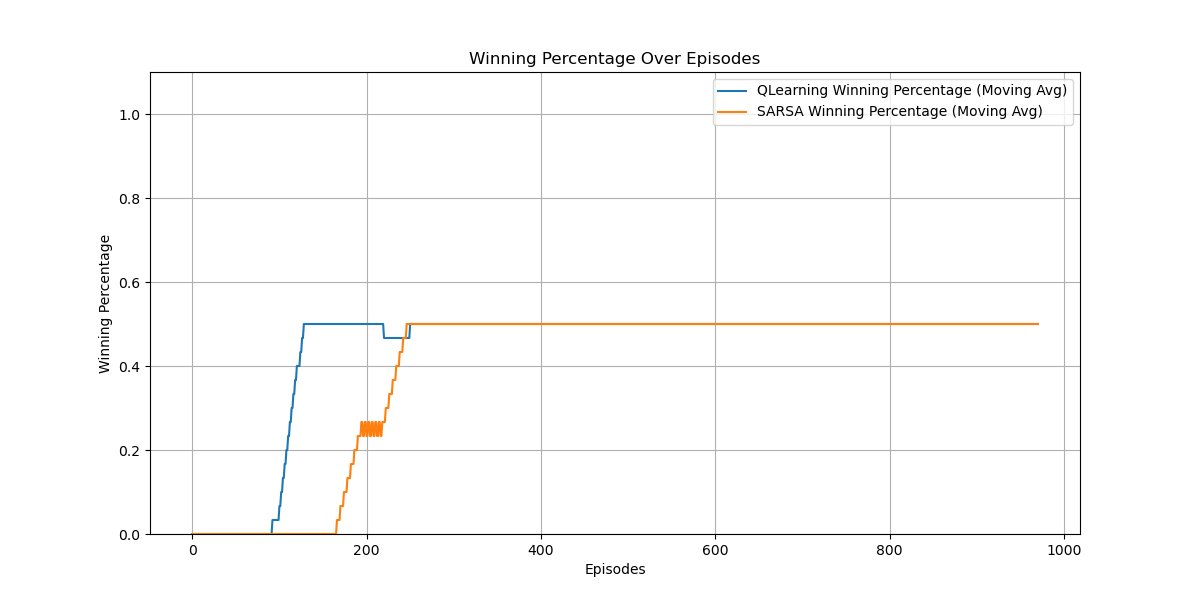 Winning Percentage Over Episodes
QLearning Winning Percentage (Moving Avg)
SARSA Winning Percentage (Moving Avg)
Winning Percentage
1.0
0.8
0.6
0.4
0.2
0.0
0 200 400 600 800 1000
Episodes